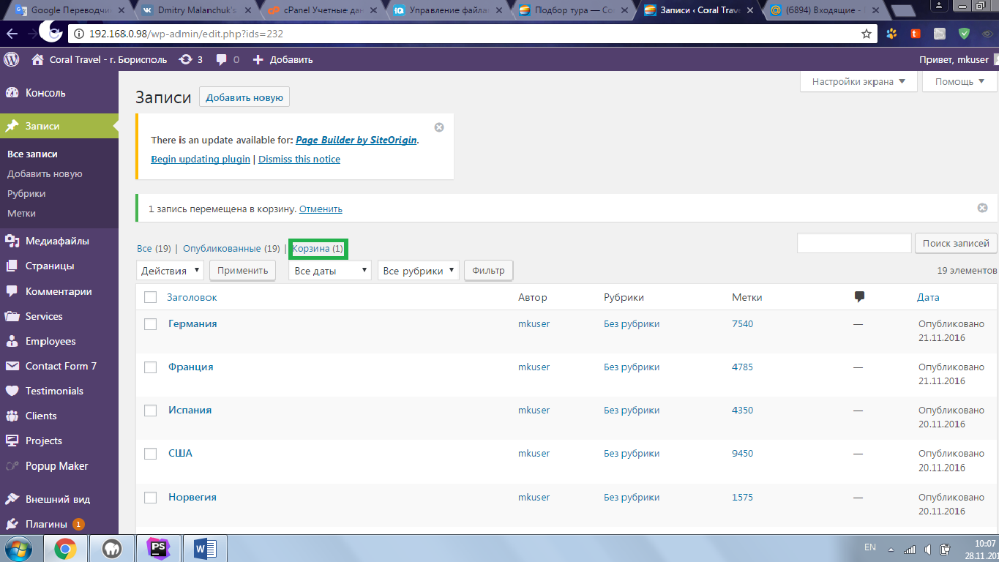 Google Переводчи
Dmitry Malanchuk's
cPanel Учетные дан
Управление файла
Подбор тура — Co
Записи ‹ Coral Trave
(6894) Входящие -
192.168.0.98/wp-admin/edit.php?ids=232
Coral Travel - г. Борисполь 3 0 Добавить
Привет, mkuser
Настройки экрана Помощь
Консоль
Записи
Все записи
Добавить новую
Рубрики
Метки
Медиафайлы
Страницы
Комментарии
Services
Employees
Contact Form 7
Testimonials
Clients
Projects
Popup Maker
Внешний вид
Плагины 1
Записи Добавить новую
There is an update available for: Page Builder by SiteOrigin.
Begin updating plugin | Dismiss this notice
1 запись перемещена в корзину. Отменить
Все (19) | Опубликованные (19) | Корзина (1)
Поиск записей
Действия Применить Все даты Все рубрики Фильтр
19 элементов
Заголовок Автор Рубрики Метки Дата
Германия mkuser Без рубрики 7540 — Опубликовано
21.11.2016
Франция mkuser Без рубрики 4785 — Опубликовано
21.11.2016
Испания mkuser Без рубрики 4350 — Опубликовано
20.11.2016
США mkuser Без рубрики 9450 — Опубликовано
20.11.2016
Норвегия mkuser Без рубрики 1575 — Опубликовано
20.11.2016
PS
W
EN
10:07
28.11.201